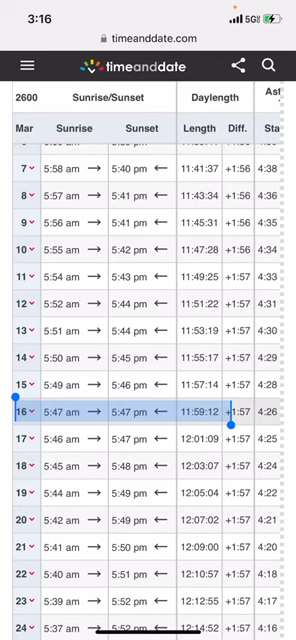 3:16 5G
timeanddate.com
timeanddate
2600 Sunrise/Sunset Daylength Ast
Mar Sunrise Sunset Length Diff. Sta
7 5:58 am → 5:40 pm ← 11:41:37 +1:56 4:38
8 5:57 am → 5:41 pm ← 11:43:34 +1:56 4:36
9 5:56 am → 5:41 pm ← 11:45:31 +1:56 4:35
10 5:55 am → 5:42 pm ← 11:47:28 +1:56 4:34
11 5:54 am → 5:43 pm ← 11:49:25 +1:57 4:33
12 5:52 am → 5:44 pm ← 11:51:22 +1:57 4:31
13 5:51 am → 5:44 pm ← 11:53:19 +1:57 4:30
14 5:50 am → 5:45 pm ← 11:55:17 +1:57 4:29
15 5:49 am → 5:46 pm ← 11:57:14 +1:57 4:28
16 5:47 am → 5:47 pm ← 11:59:12 +1:57 4:26
17 5:46 am → 5:47 pm ← 12:01:09 +1:57 4:25
18 5:45 am → 5:48 pm ← 12:03:07 +1:57 4:24
19 5:44 am → 5:49 pm ← 12:05:04 +1:57 4:22
20 5:42 am → 5:49 pm ← 12:07:02 +1:57 4:21
21 5:41 am → 5:50 pm ← 12:09:00 +1:57 4:20
22 5:40 am → 5:51 pm ← 12:10:57 +1:57 4:18
23 5:39 am → 5:52 pm ← 12:12:55 +1:57 4:17
24 5:37 am → 5:52 pm ← 12:14:52 +1:57 4:16